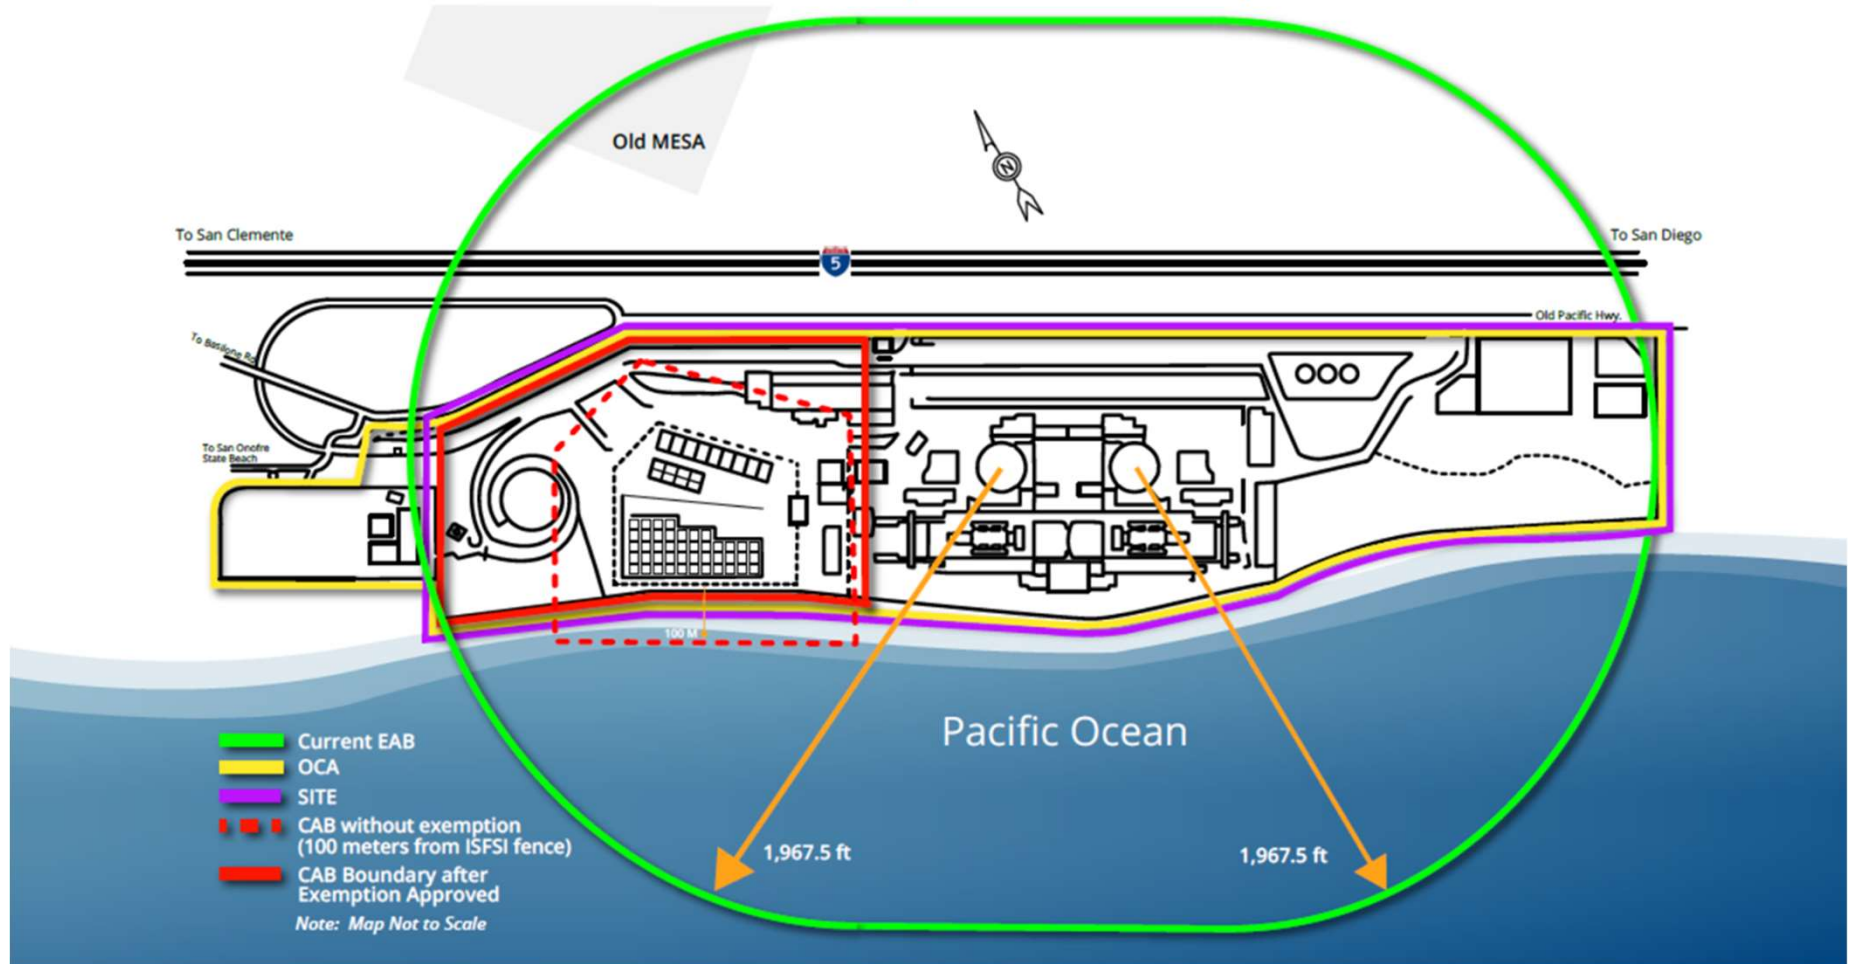 Old MESA
N
To San Clemente
To San Diego
5
Old Pacific Hwy.
To Basilone Rd
To San Onofre
State Beach
100 M
Pacific Ocean
1,967.5 ft
1,967.5 ft
Current EAB
OCA
SITE
CAB without exemption
(100 meters from ISFSI fence)
CAB Boundary after
Exemption Approved
Note: Map Not to Scale